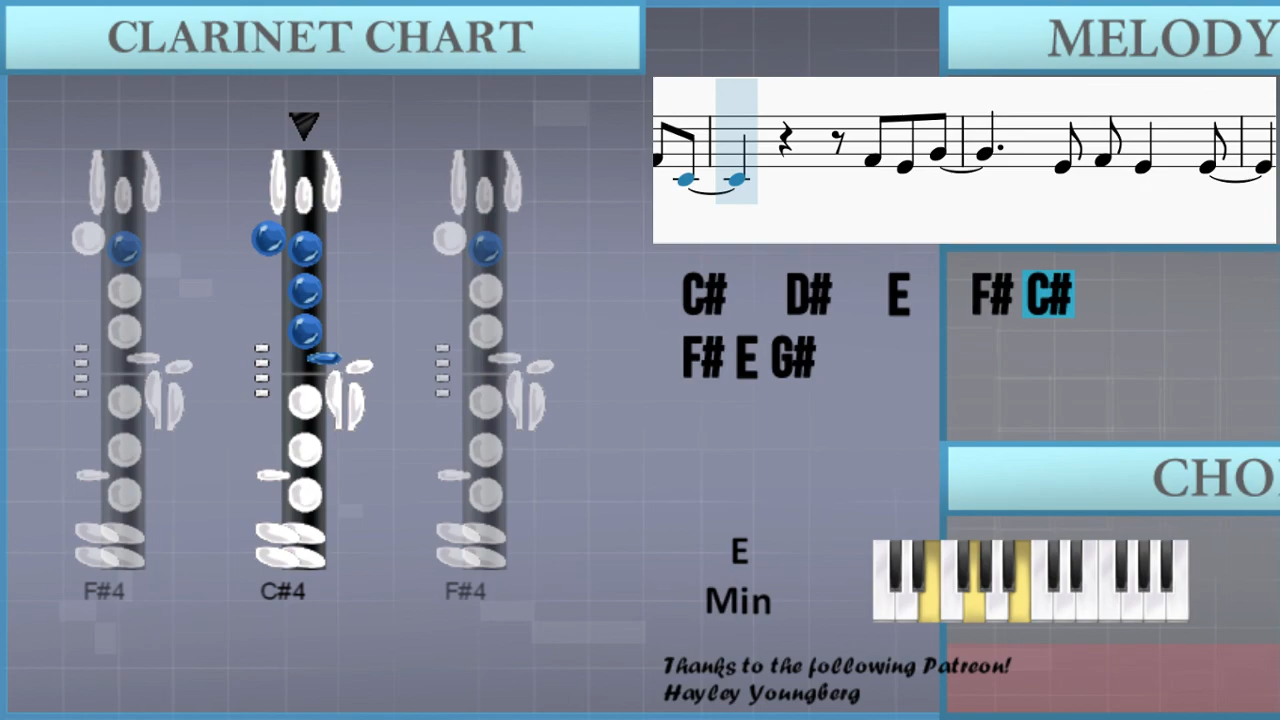 CLARINET CHART
MELODY
C# D# E F# C#
F# E G#
CHO
F#4 C#4 F#4
E
Min
Thanks to the following Patreon!
Hayley Youngberg